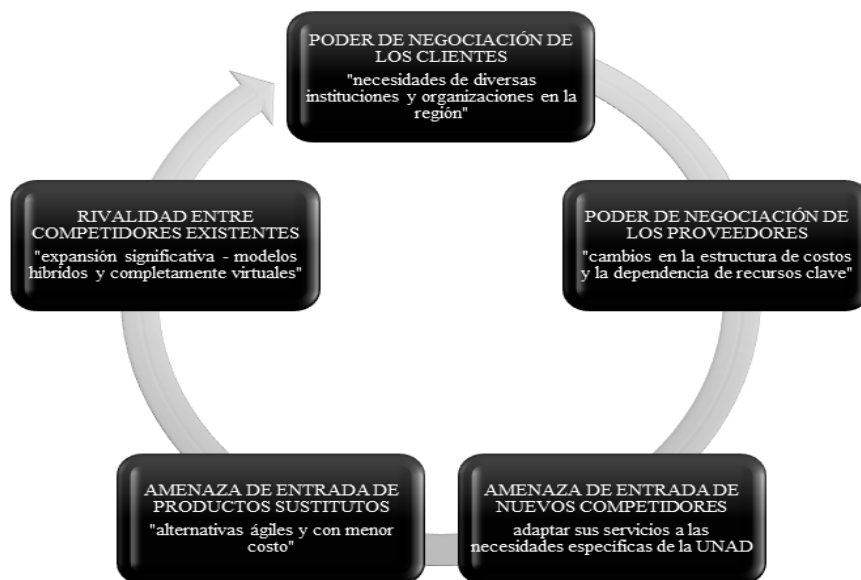 PODER DE NEGOCIACIÓN DE
LOS CLIENTES
"necesidades de diversas
instituciones y organizaciones en la
región"
PODER DE NEGOCIACIÓN DE
LOS PROVEEDORES
"cambios en la estructura de costos
y la dependencia de recursos clave"
AMENAZA DE ENTRADA DE
NUEVOS COMPETIDORES
adaptar sus servicios a las
necesidades específicas de la UNAD
AMENAZA DE ENTRADA DE
PRODUCTOS SUSTITUTOS
"alternativas ágiles y con menor
costo"
RIVALIDAD ENTRE
COMPETIDORES EXISTENTES
"expansión significativa - modelos
híbridos y completamente virtuales"